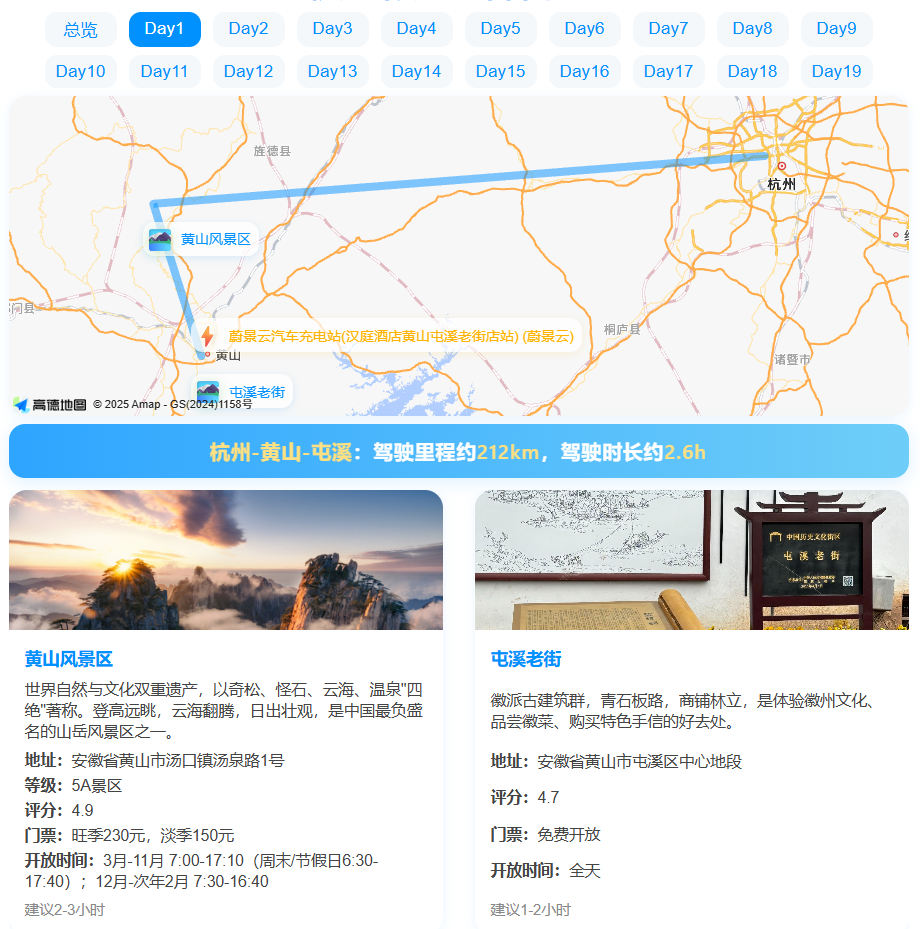 总览
Day1
Day2
Day3
Day4
Day5
Day6
Day7
Day8
Day9
Day10
Day11
Day12
Day13
Day14
Day15
Day16
Day17
Day18
Day19
旌德县
杭州
黄山风景区
门县
蔚景云汽车充电站(汉庭酒店黄山屯溪老街店站) (蔚景云)
桐庐县
黄山
诸暨市
屯溪老街
高德地图 © 2025 Amap - GS(2024)1158号
杭州-黄山-屯溪：驾驶里程约212km，驾驶时长约2.6h
中国历史文化街区
屯溪老街
黄山风景区
世界自然与文化双重遗产，以奇松、怪石、云海、温泉"四
绝"著称。登高远眺，云海翻腾，日出壮观，是中国最负盛
名的山岳风景区之一。
地址：安徽省黄山市汤口镇汤泉路1号
等级：5A景区
评分：4.9
门票：旺季230元，淡季150元
开放时间：3月-11月 7:00-17:10（周末/节假日6:30-
17:40）；12月-次年2月 7:30-16:40
建议2-3小时
屯溪老街
徽派古建筑群，青石板路，商铺林立，是体验徽州文化、
品尝徽菜、购买特色手信的好去处。
地址：安徽省黄山市屯溪区中心地段
评分：4.7
门票：免费开放
开放时间：全天
建议1-2小时